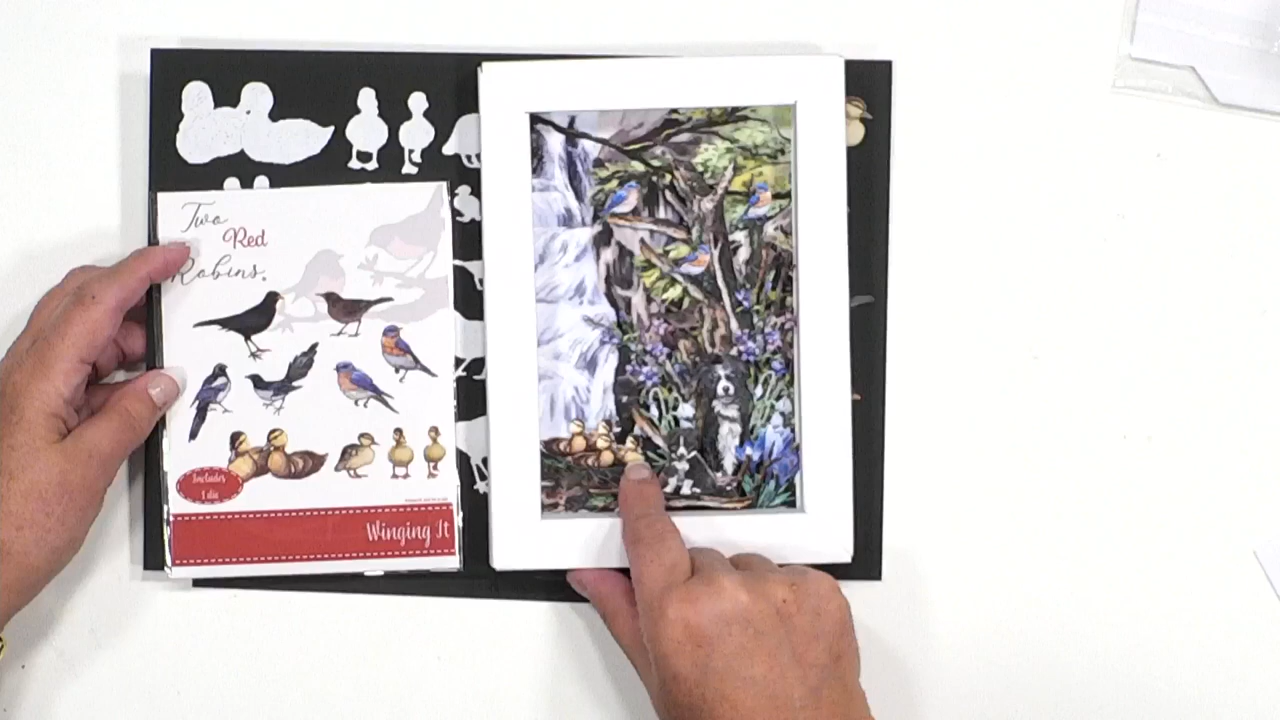 Two
Red
Robins.
Includes
1 die
Winging It